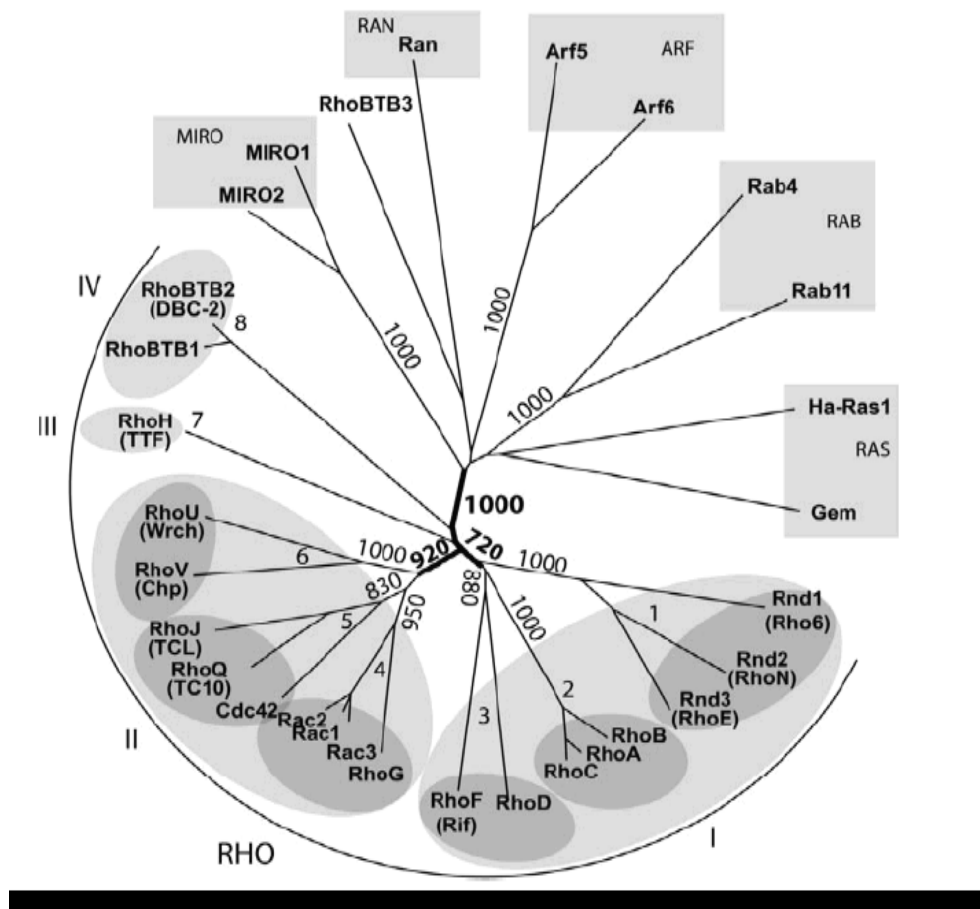 RAN
Ran
Arf5
ARF
Arf6
RhoBTB3
MIRO
MIRO1
MIRO2
Rab4
RAB
Rab11
IV
RhoBTB2
(DBC-2)
8
RhoBTB1
1000
1000
1000
Ha-Ras1
RAS
Gem
III
RhoH
(TTF)
7
1000
RhoU
(Wrch)
6
1000
920
720
1000
RhoV
(Chp)
830
950
880
1000
RhoJ
(TCL)
5
RhoQ
(TC10)
4
Cdc42
Rac2
Rac1
Rac3
RhoG
II
1
Rnd1
(Rho6)
Rnd2
(RhoN)
Rnd3
(RhoE)
2
3
RhoB
RhoA
RhoC
RhoF
(Rif)
RhoD
I
RHO